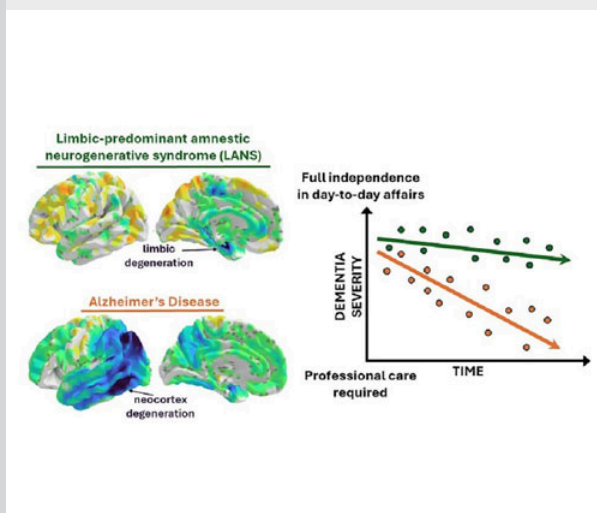 Limbic-predominant amnestic
neurogenerative syndrome (LANS)
limbic
degeneration
Alzheimer's Disease
neocortex
degeneration
Full independence
in day-to-day affairs
DEMENTIA
SEVERITY
TIME
Professional care
required